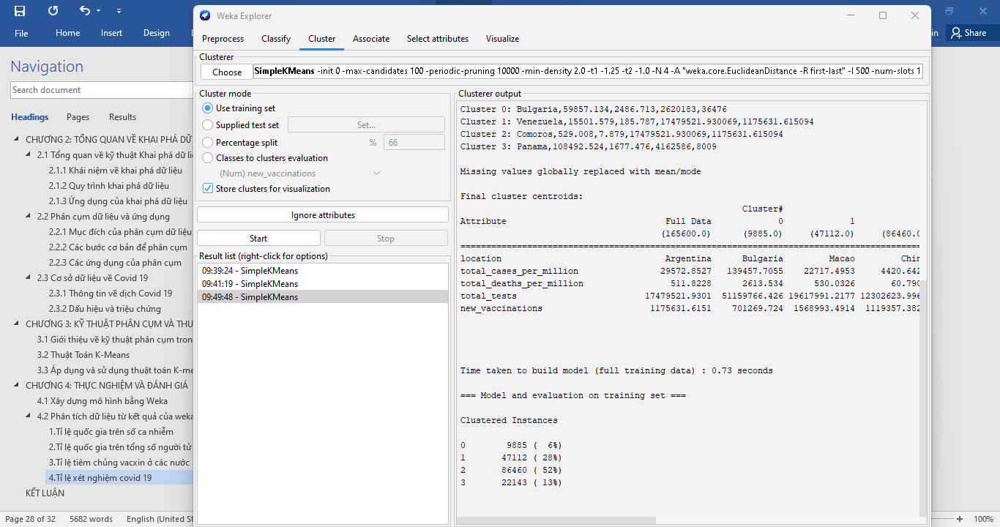 Weka Explorer
File Home Insert Design
Share
Preprocess Classify Cluster Associate Select attributes Visualize
Navigation
Search document
Headings Pages Results
CHƯƠNG 2: TỔNG QUAN VỀ KHAI PHÁ DỮ
2.1 Tổng quan về kỹ thuật Khai phá dữ
2.1.1 Khái niệm về khai phá dữ liệu
2.1.2 Quy trình khai phá dữ liệu
2.1.3 Ứng dụng của khai phá dữ liệu
2.2 Phân cụm dữ liệu và ứng dụng
2.2.1 Mục đích của phân cụm dữ liệu
2.2.2 Các bước cơ bản để phân cụm
2.2.3 Các ứng dụng của phân cụm
2.3 Cơ sở dữ liệu về Covid 19
2.3.1 Thông tin về dịch Covid 19
2.3.2 Dấu hiệu và triệu chứng
CHƯƠNG 3: KỸ THUẬT PHÂN CỤM VÀ THU
3.1 Giới thiệu về kỹ thuật phân cụm tron
3.2 Thuật Toán K-Means
3.3 Áp dụng và sử dụng thuật toán K-me
CHƯƠNG 4: THỰC NGHIỆM VÀ ĐÁNH GIÁ
4.1 Xây dựng mô hình bằng Weka
4.2 Phân tích dữ liệu từ kết quả của weka
1.Tỉ lệ quốc gia trên số ca nhiễm
2.Tỉ lệ quốc gia trên tổng số người tử
3.Tỉ lệ tiêm chủng vacxin ở các nước
4.Tỉ lệ xét nghiệm covid 19
KẾT LUẬN
Clusterer
Choose SimpleKMeans -init 0 -max-candidates 100 -periodic-pruning 10000 -min-density 2.0 -t1 -1.25 -t2 -1.0 -N 4 -A "weka.core.EuclideanDistance -R first-last" -I 500 -num-slots 1
Cluster mode
Use training set
Supplied test set Set...
Percentage split % 66
Classes to clusters evaluation
(Num) new_vaccinations
Store clusters for visualization
Ignore attributes
Start Stop
Result list (right-click for options)
09:39:24 - SimpleKMeans
09:41:19 - SimpleKMeans
09:49:48 - SimpleKMeans
Clusterer output
Cluster 0: Bulgaria,59857.134,2486.713,2620183,36476
Cluster 1: Venezuela,15501.579,185.787,17479521.930069,1175631.615094
Cluster 2: Comoros,529.008,7.879,17479521.930069,1175631.615094
Cluster 3: Panama,108492.524,1677.476,4162586,8009
Missing values globally replaced with mean/mode
Final cluster centroids:
Cluster#
Attribute Full Data 0 1
(165600.0) (9885.0) (47112.0) (86460.0
=====================================================================================
location Argentina Bulgaria Macao Chin
total_cases_per_million 29572.8527 139457.7055 22717.4953 4420.642
total_deaths_per_million 511.8228 2613.534 530.0326 60.790
total_tests 17479521.9301 51159766.426 19617991.2177 12302623.996
new_vaccinations 1175631.6151 701269.724 1568993.4914 1119357.382
Time taken to build model (full training data) : 0.73 seconds
=== Model and evaluation on training set ===
Clustered Instances
0 9885 ( 6%)
1 47112 ( 28%)
2 86460 ( 52%)
3 22143 ( 13%)
Page 28 of 32 5682 words English (United St
100%